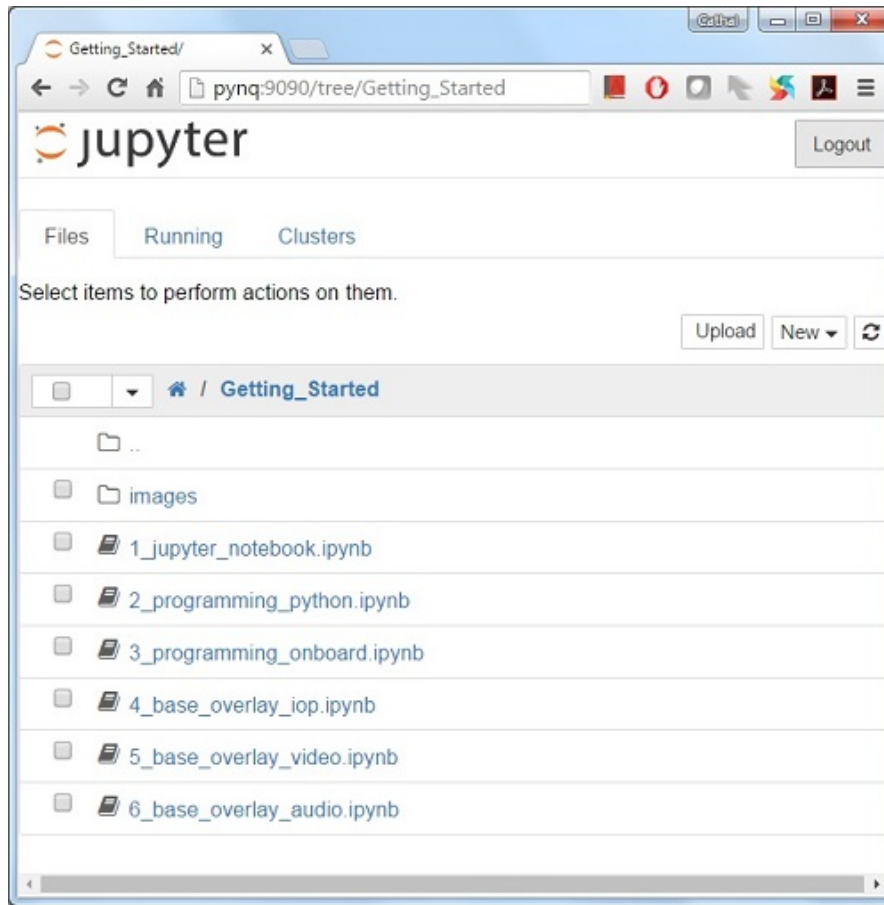 Cathal
Getting_Started/
pynq:9090/tree/Getting_Started
jupyter
Logout
Files Running Clusters
Select items to perform actions on them.
Upload New
/ Getting_Started
..
images
1_jupyter_notebook.ipynb
2_programming_python.ipynb
3_programming_onboard.ipynb
4_base_overlay_iop.ipynb
5_base_overlay_video.ipynb
6_base_overlay_audio.ipynb